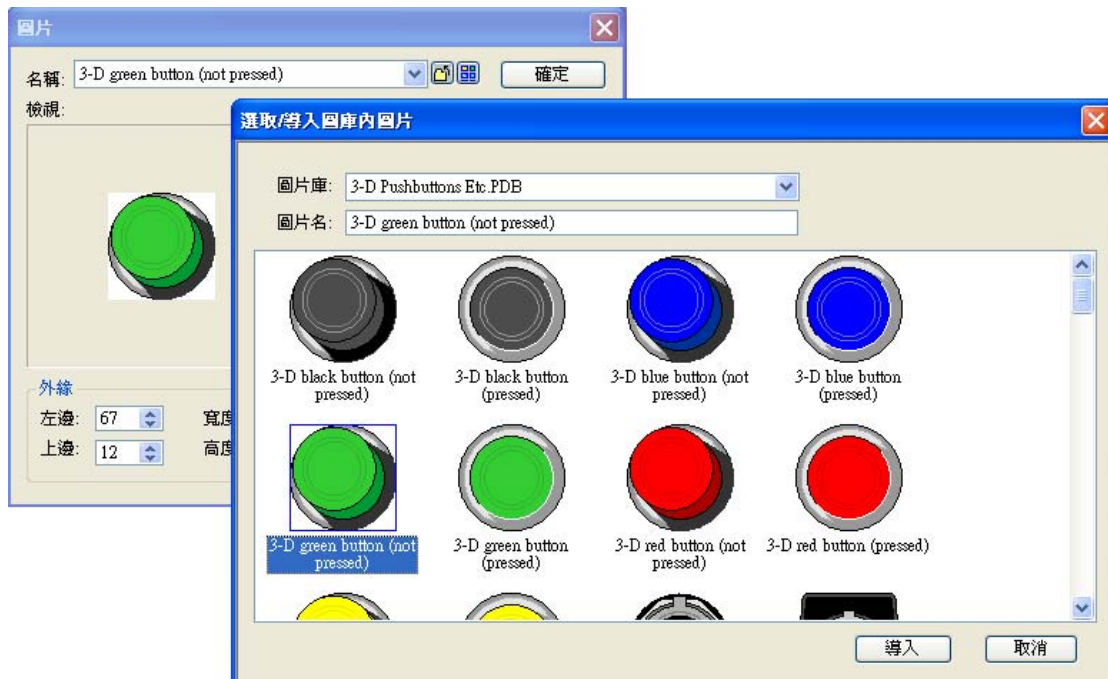 圖片
名稱: 3-D green button (not pressed) 確定
檢視:
外緣
左邊: 67 寬度
上邊: 12 高度
選取/導入圖庫內圖片
圖片庫: 3-D Pushbuttons Etc.PDB
圖片名: 3-D green button (not pressed)
3-D black button (not
pressed)
3-D black button
(pressed)
3-D blue button (not
pressed)
3-D blue button
(pressed)
3-D green button (not
pressed)
3-D green button
(pressed)
3-D red button (not
pressed)
3-D red button (pressed)
導入 取消